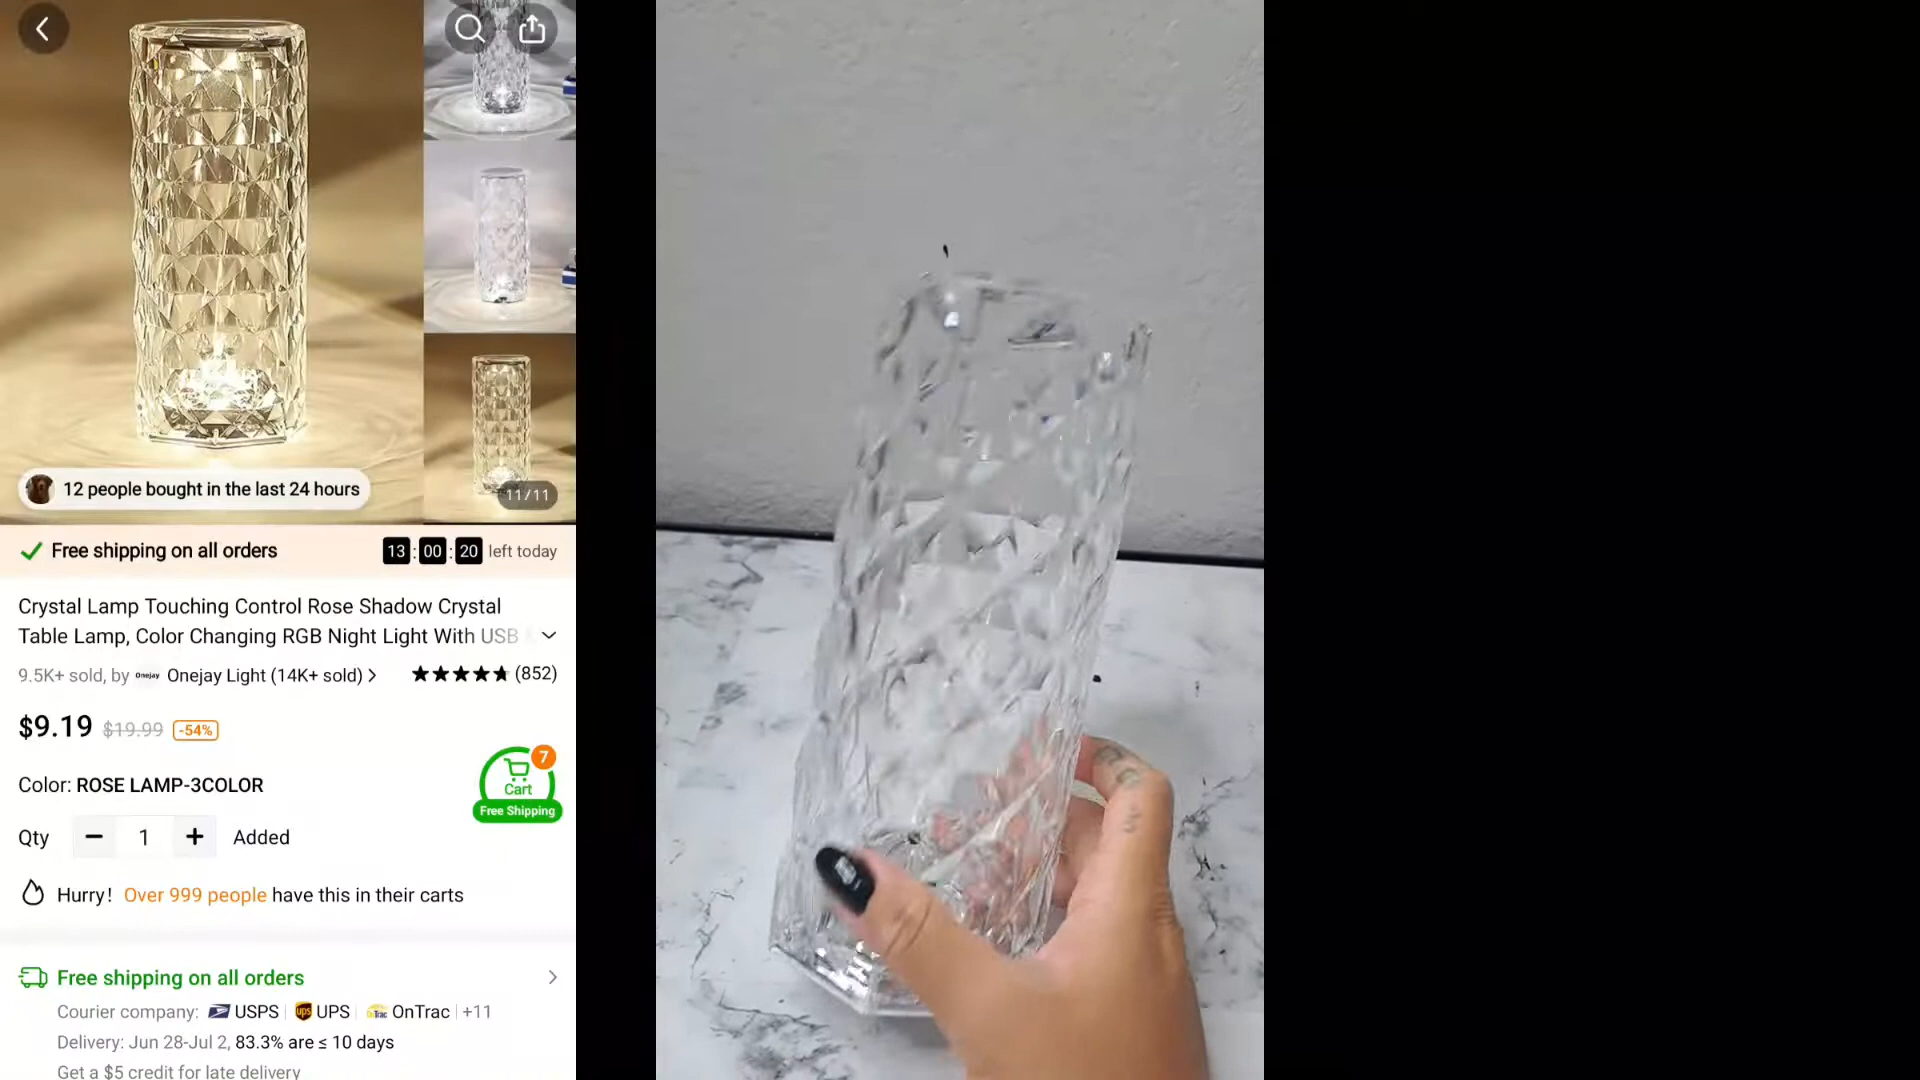 12 people bought in the last 24 hours
11/11
Free shipping on all orders
13:00:20 left today
Crystal Lamp Touching Control Rose Shadow Crystal
Table Lamp, Color Changing RGB Night Light With USB
9.5K+ sold, by Onejay Onejay Light (14K+ sold)
(852)
$9.19 $19.99 -54%
7
Cart
Free Shipping
Color: ROSE LAMP-3COLOR
Qty − 1 + Added
Hurry! Over 999 people have this in their carts
Free shipping on all orders
Courier company: USPS | ups UPS | OnTrac OnTrac | +11
Delivery: Jun 28-Jul 2, 83.3% are ≤ 10 days
Get a $5 credit for late delivery